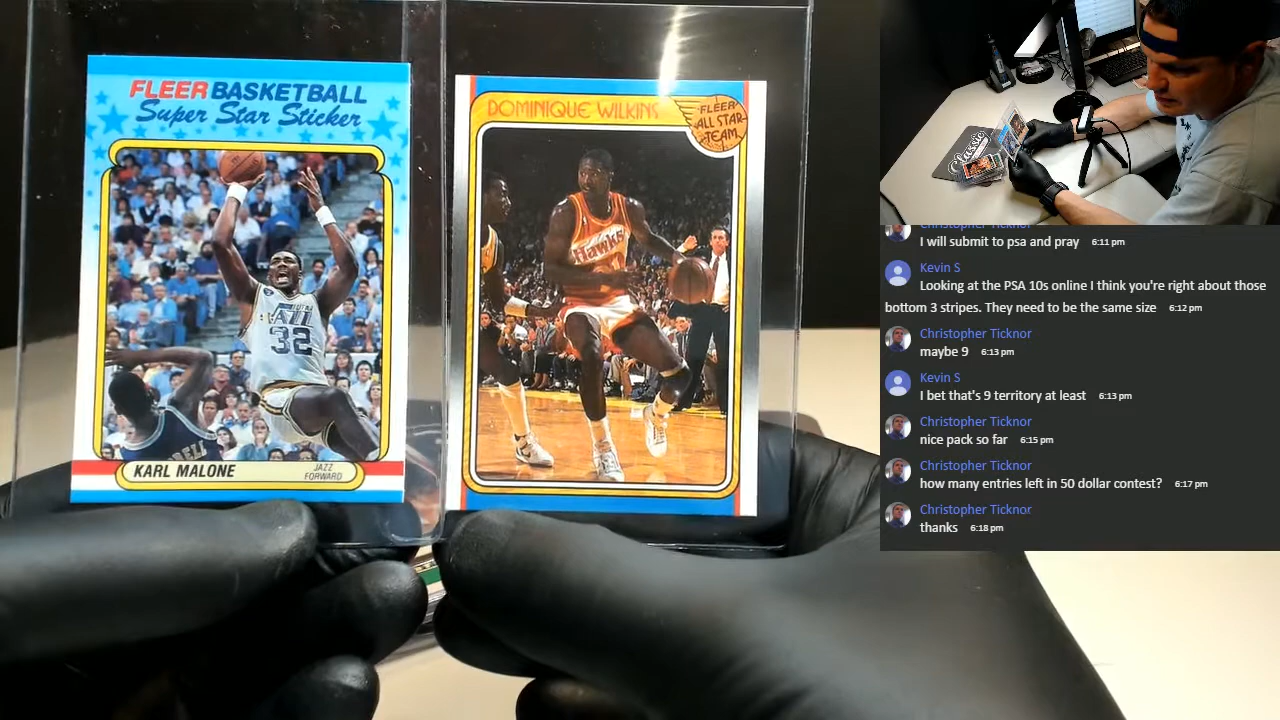 FLEER BASKETBALL
Super Star Sticker
JAZZ
32
KARL MALONE
JAZZ
FORWARD
DOMINIQUE WILKINS
FLEER
ALL STAR
TEAM
Hawks
Classic
Christopher Ticknor
I will submit to psa and pray 6:11 pm
Kevin S
Looking at the PSA 10s online I think you're right about those
bottom 3 stripes. They need to be the same size 6:12 pm
Christopher Ticknor
maybe 9 6:13 pm
Kevin S
I bet that's 9 territory at least 6:13 pm
Christopher Ticknor
nice pack so far 6:15 pm
Christopher Ticknor
how many entries left in 50 dollar contest? 6:17 pm
Christopher Ticknor
thanks 6:18 pm